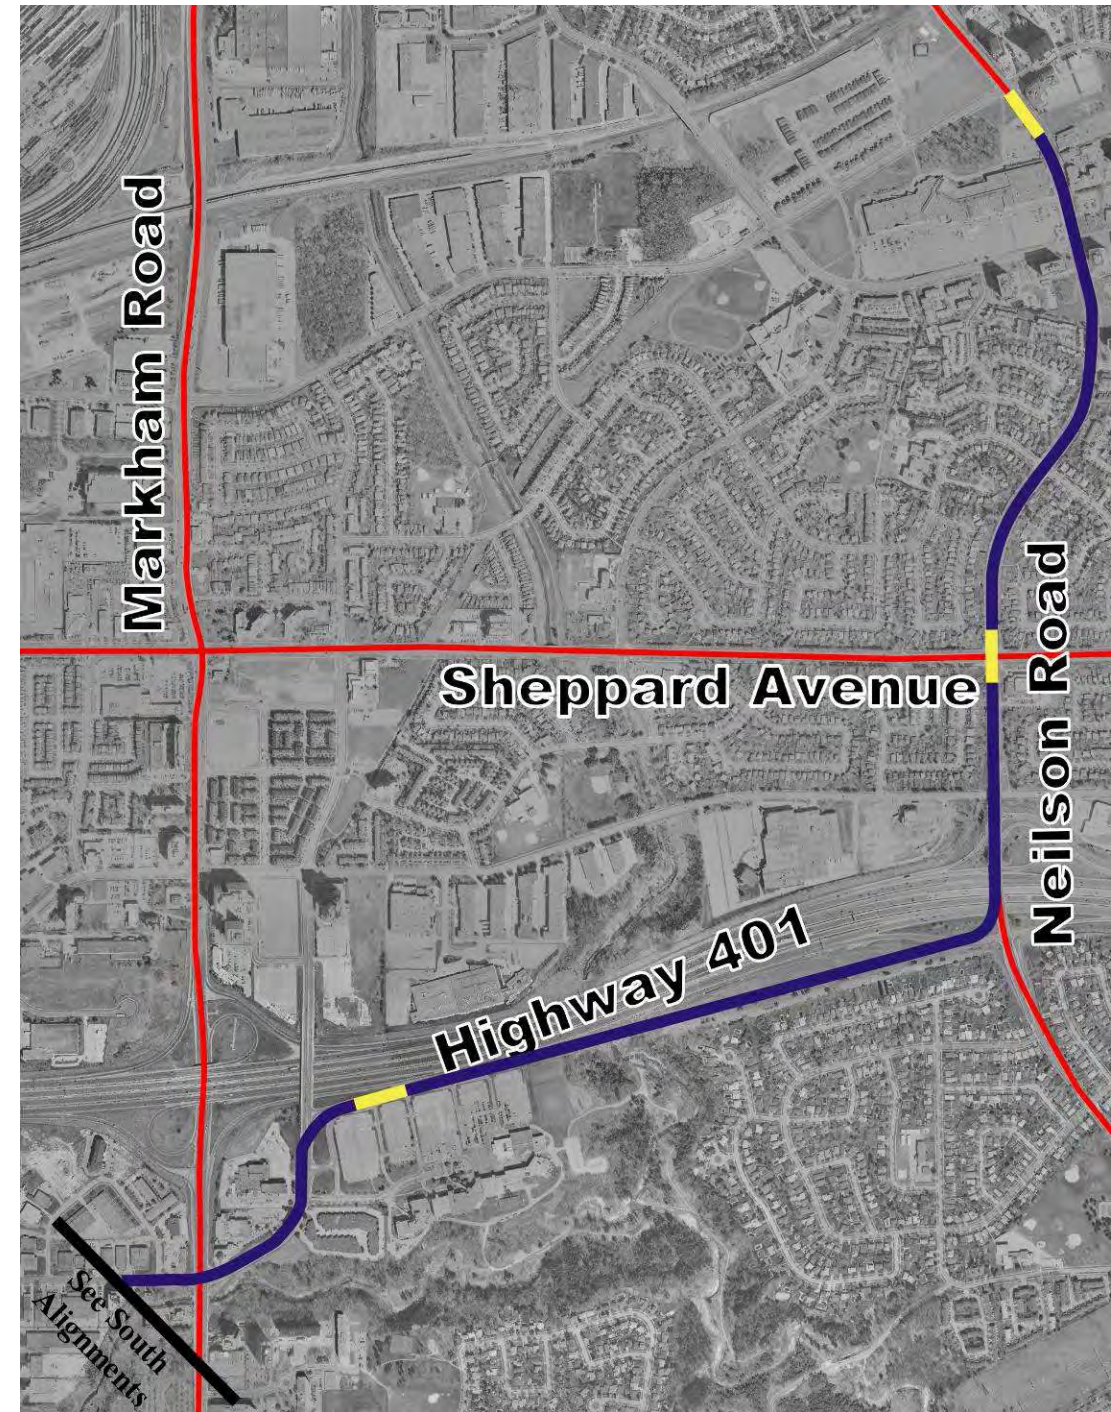 Markham Road
Sheppard Avenue
Neilson Road
Highway 401
See South
Alignments